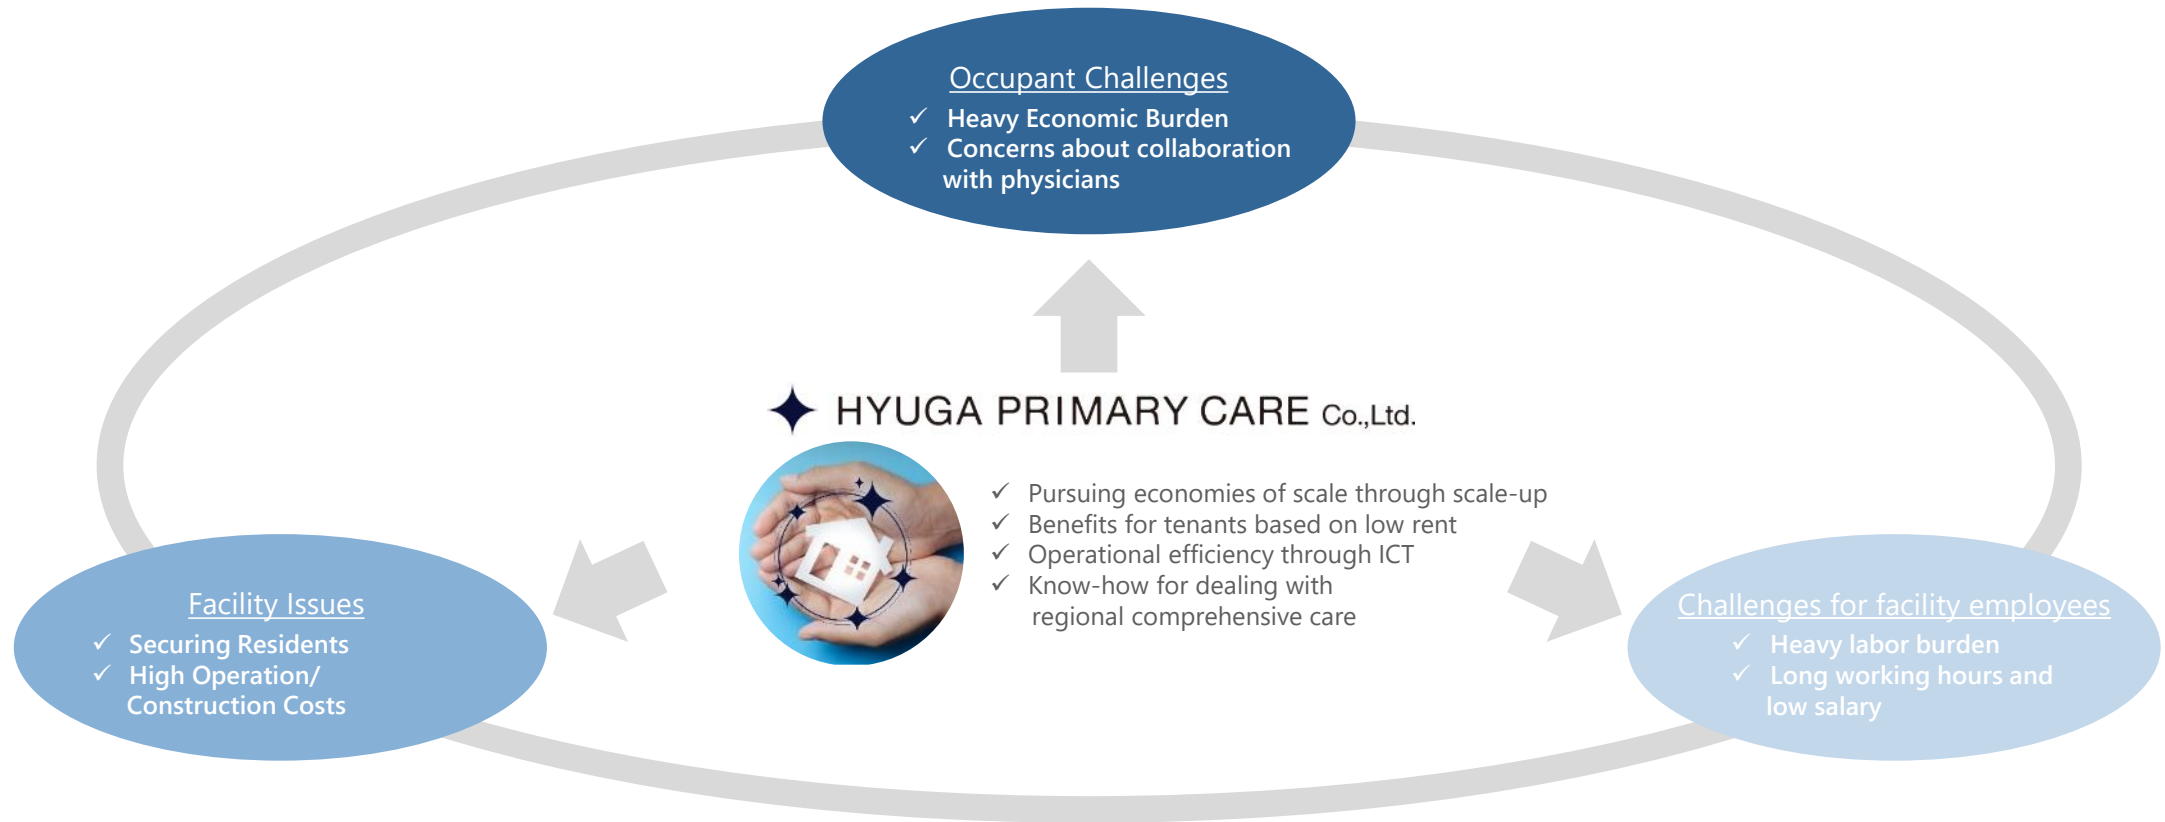 Occupant Challenges
✓ Heavy Economic Burden
✓ Concerns about collaboration
with physicians
HYUGA PRIMARY CARE Co.,Ltd.
✓ Pursuing economies of scale through scale-up
✓ Benefits for tenants based on low rent
✓ Operational efficiency through ICT
✓ Know-how for dealing with
regional comprehensive care
Facility Issues
✓ Securing Residents
✓ High Operation/
Construction Costs
Challenges for facility employees
✓ Heavy labor burden
✓ Long working hours and
low salary